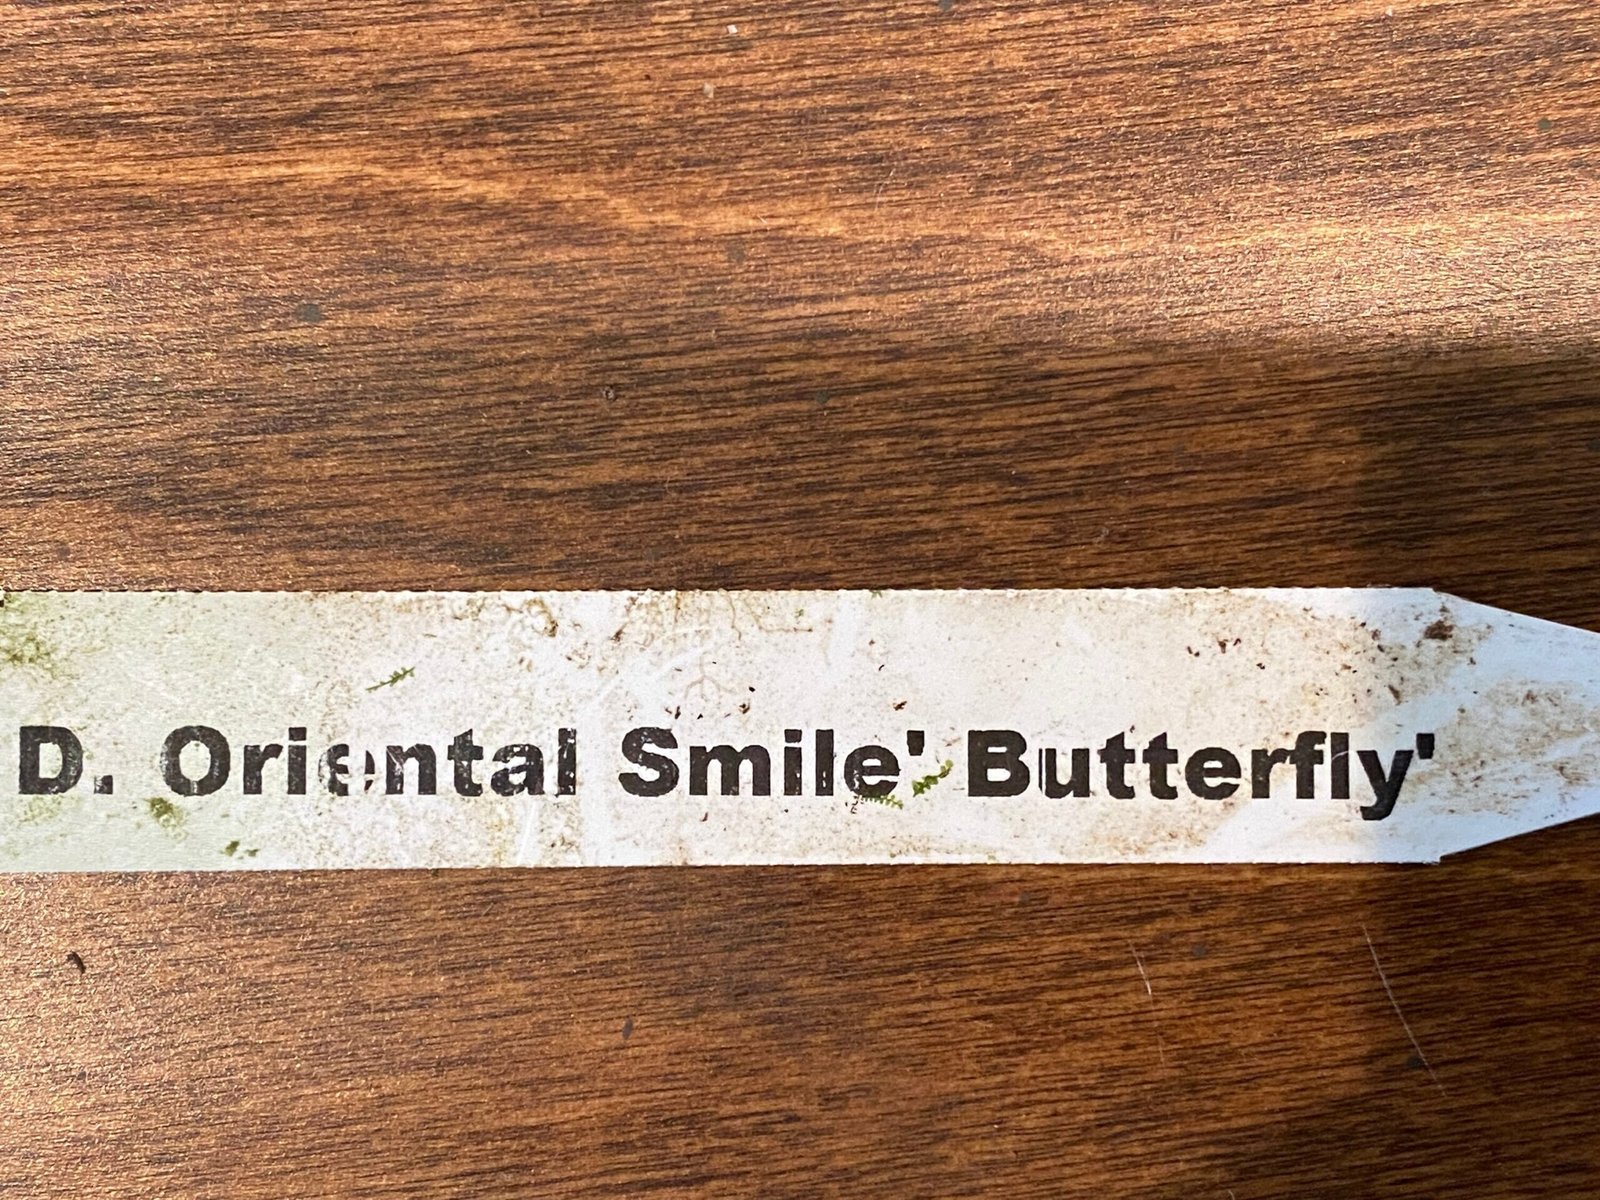 D. Oriental Smile' Butterfly'